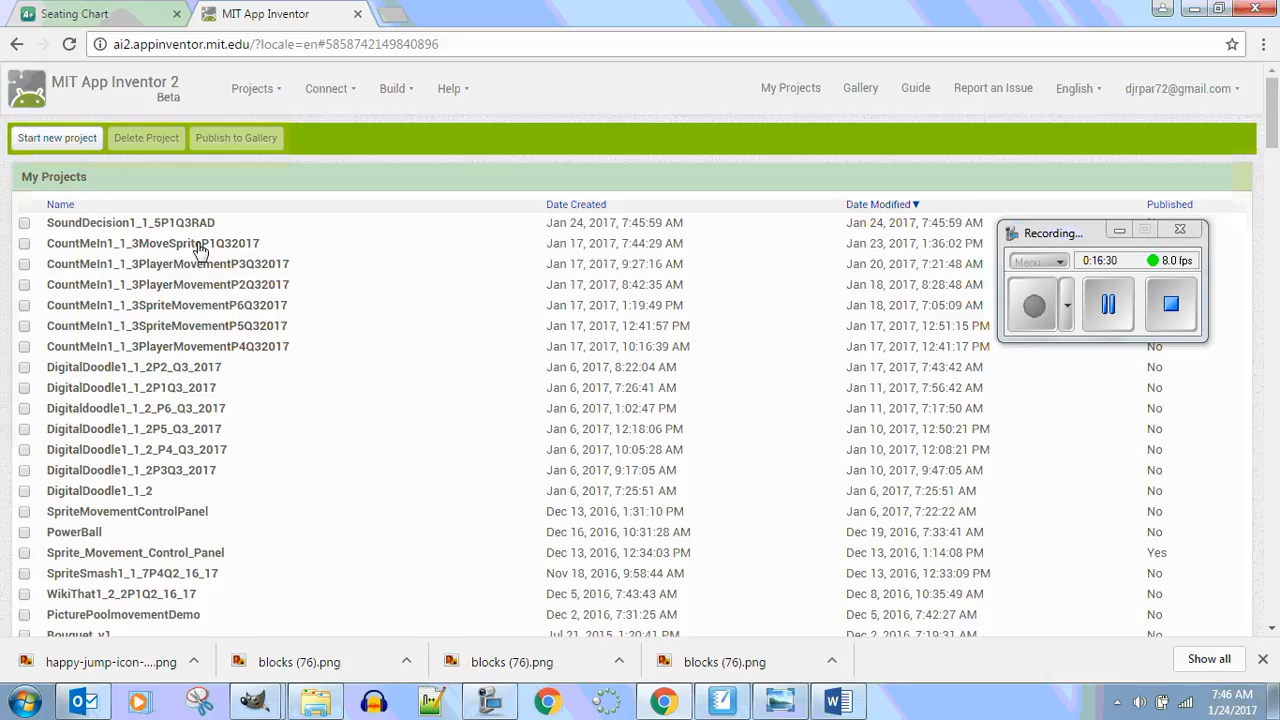 Seating Chart
MIT App Inventor
ai2.appinventor.mit.edu/?locale=en#5858742149840896
MIT App Inventor 2
Beta
Projects
Connect
Build
Help
My Projects
Gallery
Guide
Report an Issue
English
djrpar72@gmail.com
Start new project
Delete Project
Publish to Gallery
My Projects
Name Date Created Date Modified Published
SoundDecision1_1_5P1Q3RAD Jan 24, 2017, 7:45:59 AM Jan 24, 2017, 7:45:59 AM
CountMeIn1_1_3MoveSpriteP1Q32017 Jan 17, 2017, 7:44:29 AM Jan 23, 2017, 1:36:02 PM
CountMeIn1_1_3PlayerMovementP3Q32017 Jan 17, 2017, 9:27:16 AM Jan 20, 2017, 7:21:48 AM
CountMeIn1_1_3PlayerMovementP2Q32017 Jan 17, 2017, 8:42:35 AM Jan 18, 2017, 8:28:48 AM
CountMeIn1_1_3SpriteMovementP6Q32017 Jan 17, 2017, 1:19:49 PM Jan 18, 2017, 7:05:09 AM
CountMeIn1_1_3SpriteMovementP5Q32017 Jan 17, 2017, 12:41:57 PM Jan 17, 2017, 12:51:15 PM
CountMeIn1_1_3PlayerMovementP4Q32017 Jan 17, 2017, 10:16:39 AM Jan 17, 2017, 12:41:17 PM No
DigitalDoodle1_1_2P2_Q3_2017 Jan 6, 2017, 8:22:04 AM Jan 17, 2017, 7:43:42 AM No
DigitalDoodle1_1_2P1Q3_2017 Jan 6, 2017, 7:26:41 AM Jan 11, 2017, 7:56:42 AM No
Digitaldoodle1_1_2_P6_Q3_2017 Jan 6, 2017, 1:02:47 PM Jan 11, 2017, 7:17:50 AM No
DigitalDoodle1_1_2P5_Q3_2017 Jan 6, 2017, 12:18:06 PM Jan 10, 2017, 12:50:21 PM No
DigitalDoodle1_1_2_P4_Q3_2017 Jan 6, 2017, 10:05:28 AM Jan 10, 2017, 12:08:21 PM No
DigitalDoodle1_1_2P3Q3_2017 Jan 6, 2017, 9:17:05 AM Jan 10, 2017, 9:47:05 AM No
DigitalDoodle1_1_2 Jan 6, 2017, 7:25:51 AM Jan 6, 2017, 7:25:51 AM No
SpriteMovementControlPanel Dec 13, 2016, 1:31:10 PM Jan 6, 2017, 7:22:22 AM No
PowerBall Dec 16, 2016, 10:31:28 AM Dec 19, 2016, 7:33:41 AM No
Sprite_Movement_Control_Panel Dec 13, 2016, 12:34:03 PM Dec 13, 2016, 1:14:08 PM Yes
SpriteSmash1_1_7P4Q2_16_17 Nov 18, 2016, 9:58:44 AM Dec 13, 2016, 12:33:09 PM No
WikiThat1_2_2P1Q2_16_17 Dec 5, 2016, 7:43:43 AM Dec 8, 2016, 10:35:49 AM No
PicturePoolmovementDemo Dec 2, 2016, 7:31:25 AM Dec 5, 2016, 7:42:27 AM No
Bouquet_v1 Jul 21, 2015, 1:20:41 PM Dec 2, 2016, 7:19:31 AM No
Recording...
Menu
0:16:30
8.0 fps
happy-jump-icon-....png
blocks (76).png
blocks (76).png
blocks (76).png
Show all
7:46 AM
1/24/2017